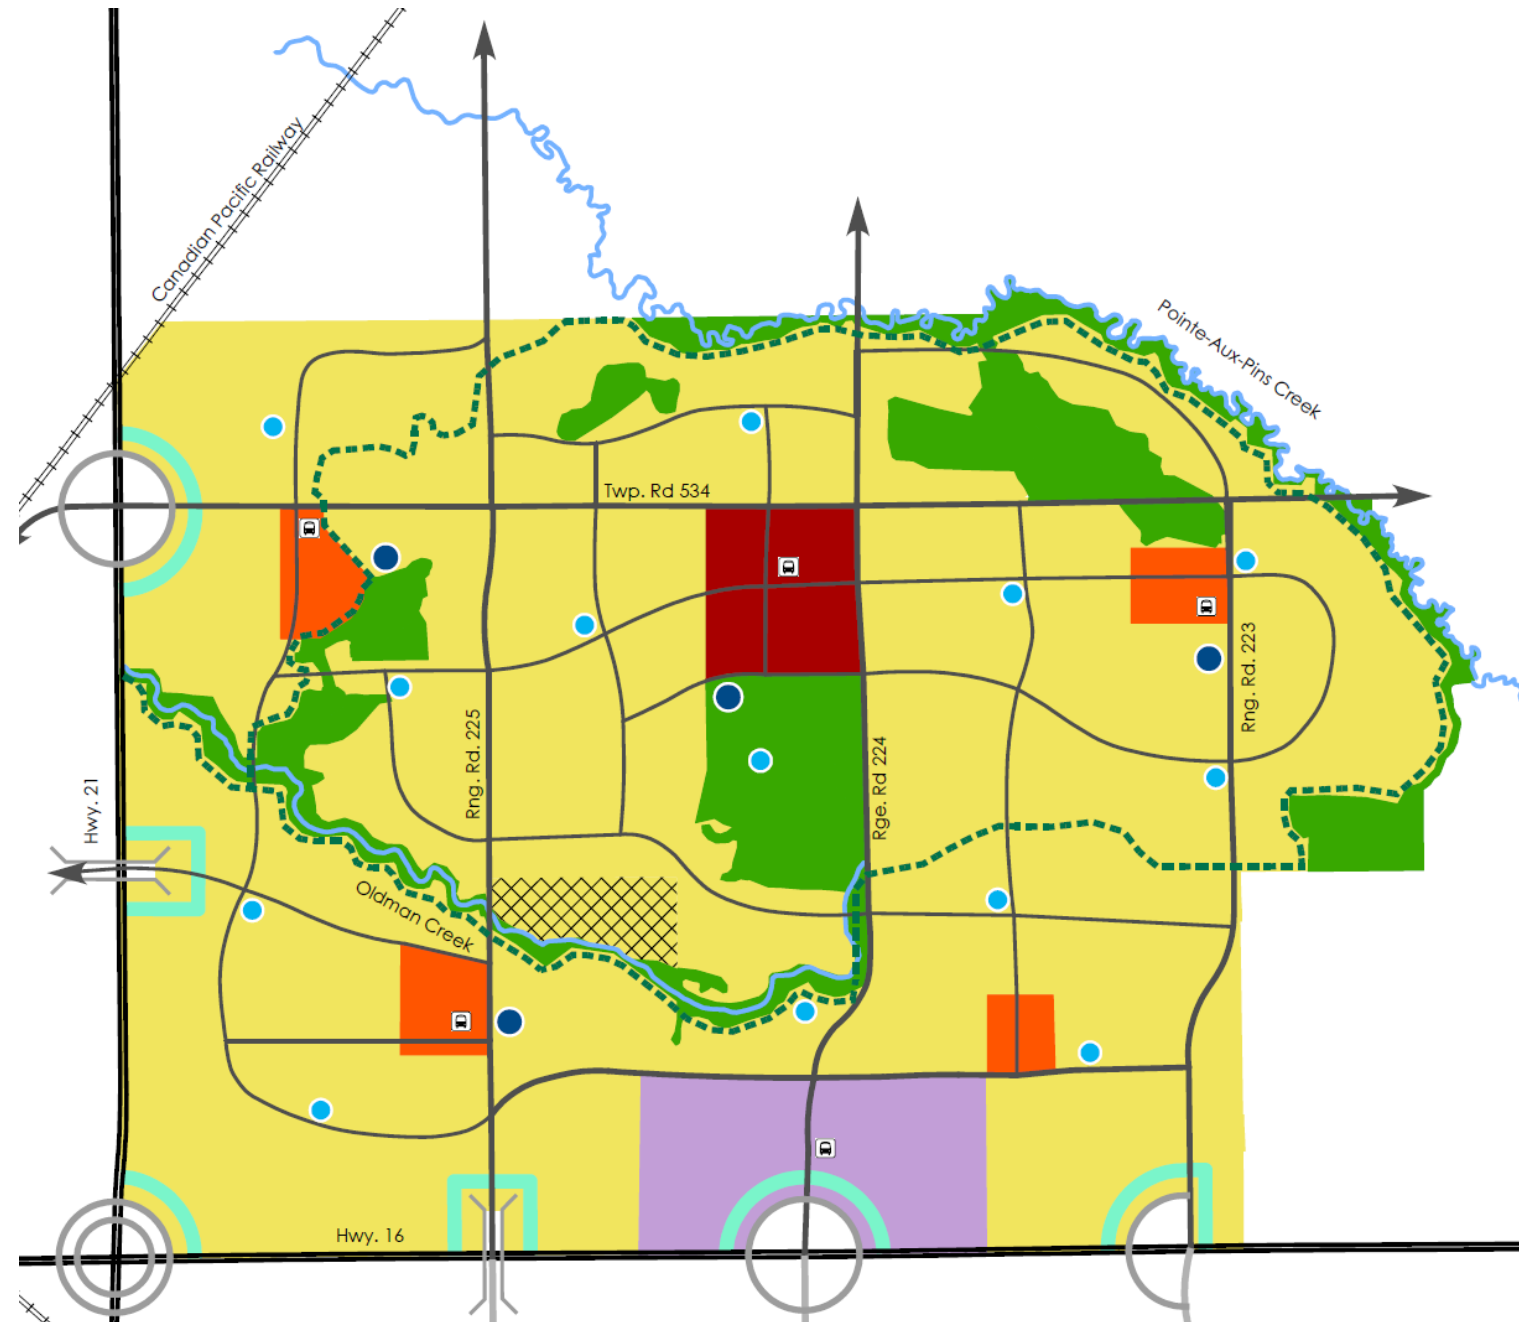 Canadian Pacific Railway
Pointe-Aux-Pins Creek
Twp. Rd 534
Rng. Rd. 223
Rng. Rd. 225
Rge. Rd 224
Hwy. 21
Oldman Creek
Hwy. 16